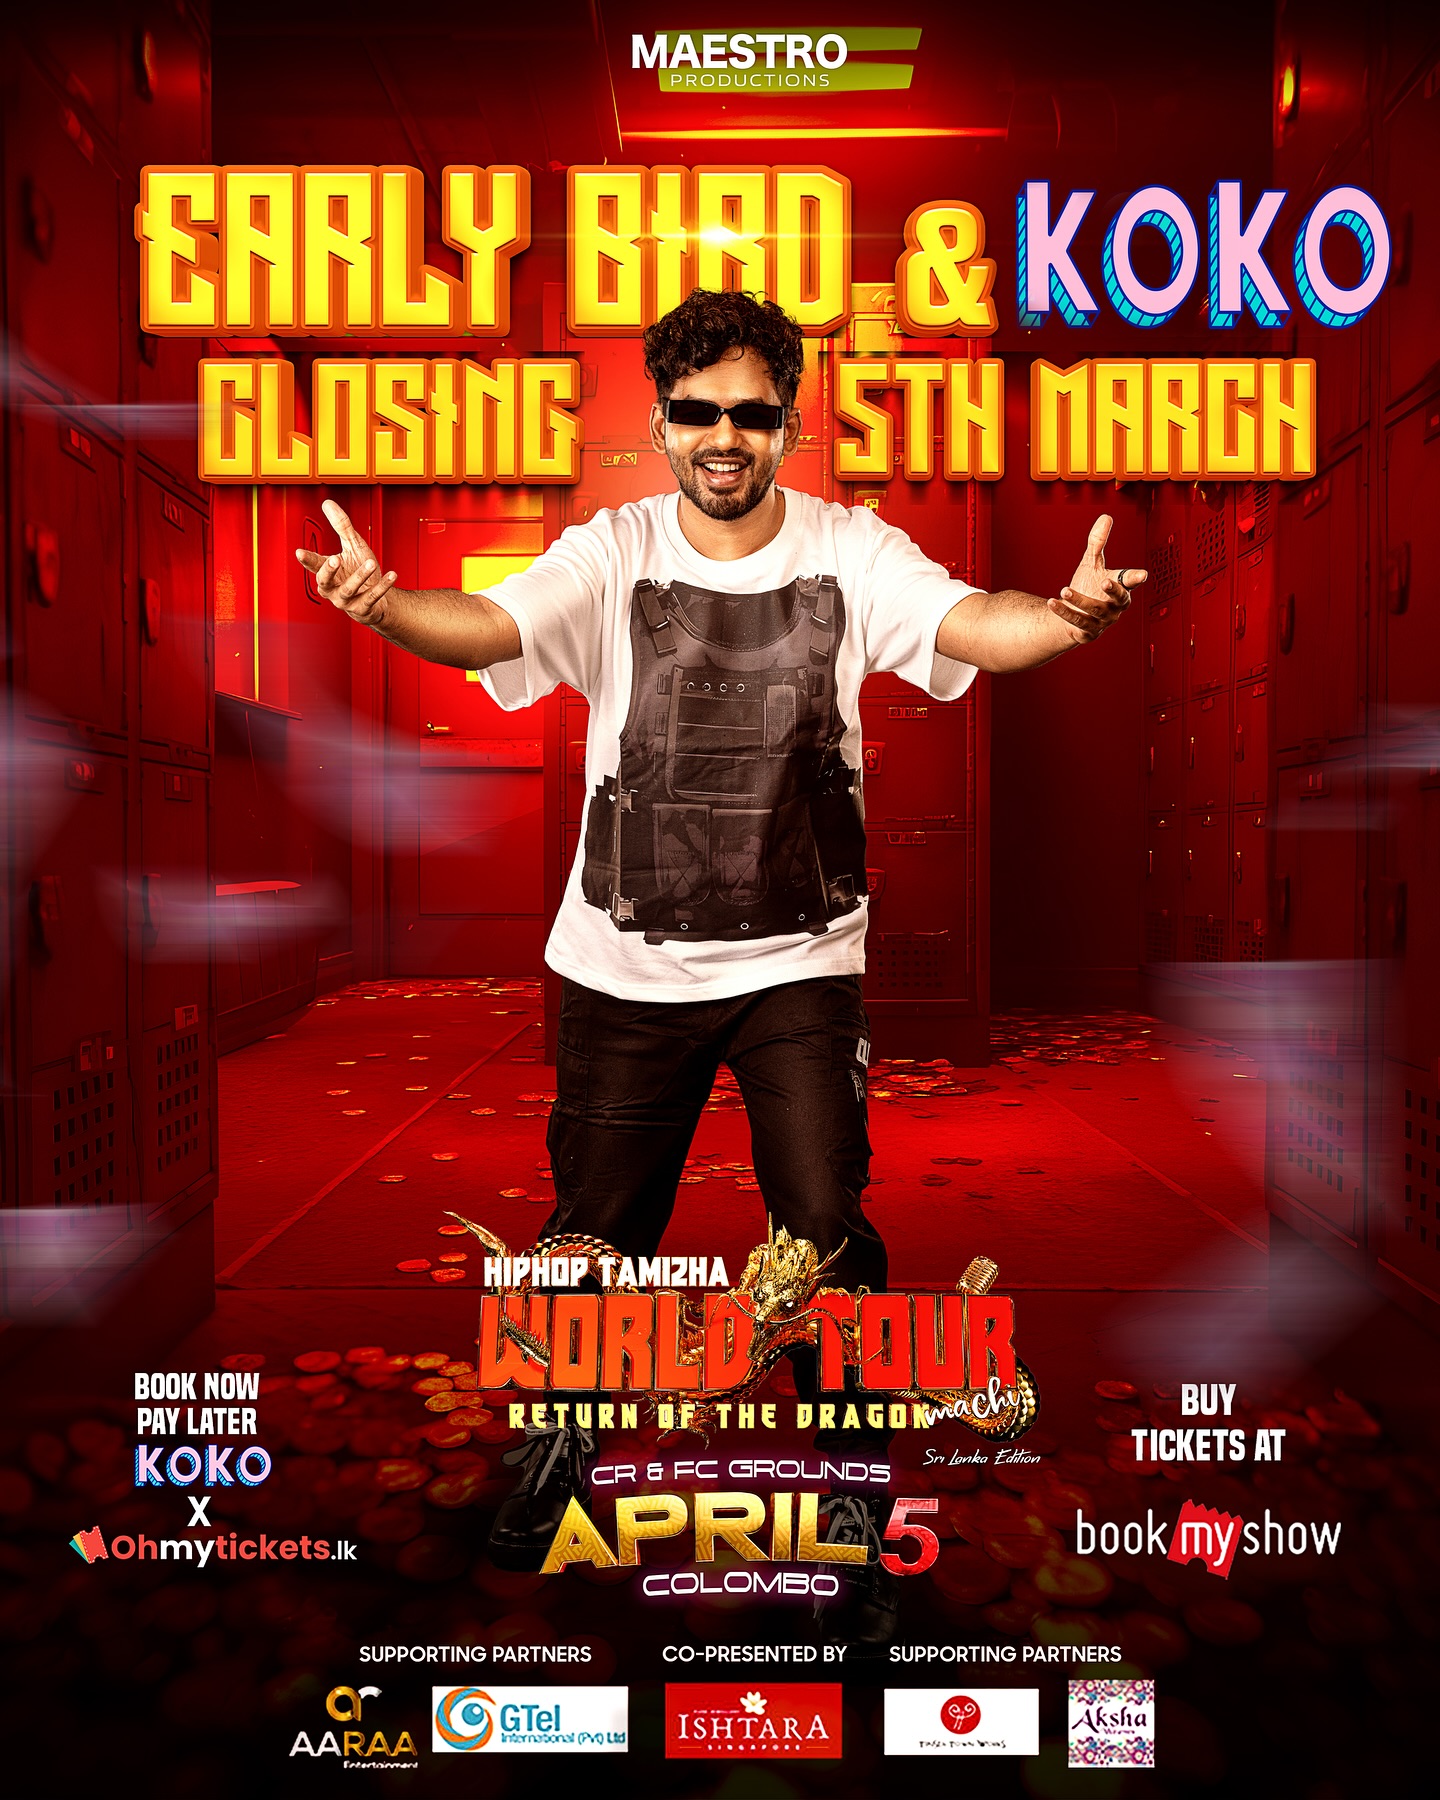 MAESTRO
PRODUCTIONS
EARLY BIRD & KOKO
CLOSING 5TH MARCH
HIPHOP TAMIZHA
WORLD TOUR
RETURN OF THE DRAGON machi
Sri Lanka Edition
CR & FC GROUNDS
APRIL 5
COLOMBO
BOOK NOW
PAY LATER
KOKO
X
Ohmytickets.lk
BUY
TICKETS AT
book my show
SUPPORTING PARTNERS
AARAA
Entertainment
GTel
International (Pvt) Ltd
CO-PRESENTED BY
ISHTARA
SINGAPORE
SUPPORTING PARTNERS
Aksha